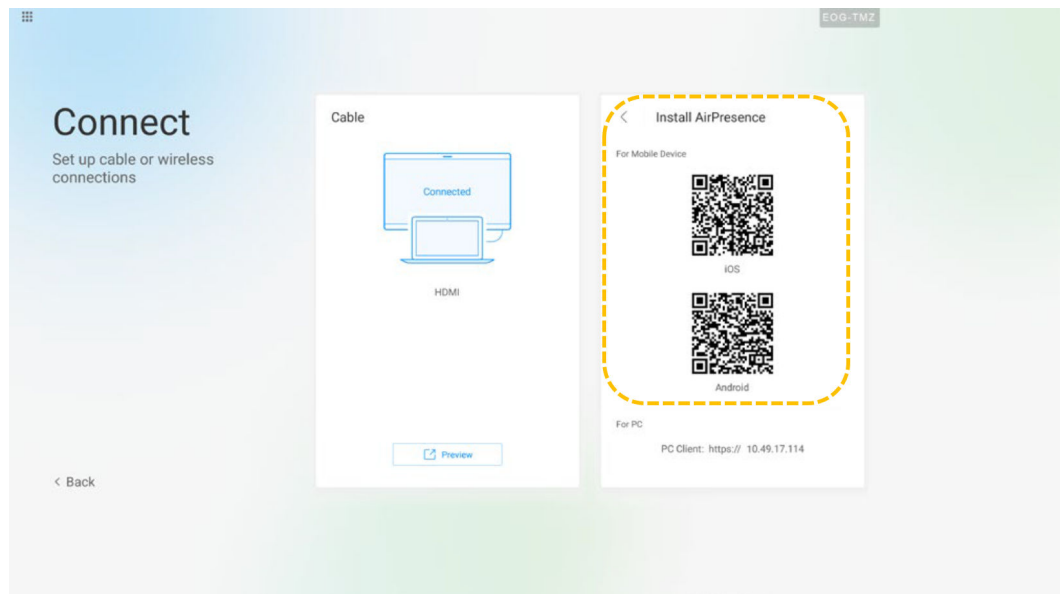 EOG-TMZ
Connect
Set up cable or wireless
connections
Cable
Connected
HDMI
Preview
Install AirPresence
For Mobile Device
iOS
Android
For PC
PC Client: https:// 10.49.17.114
Back